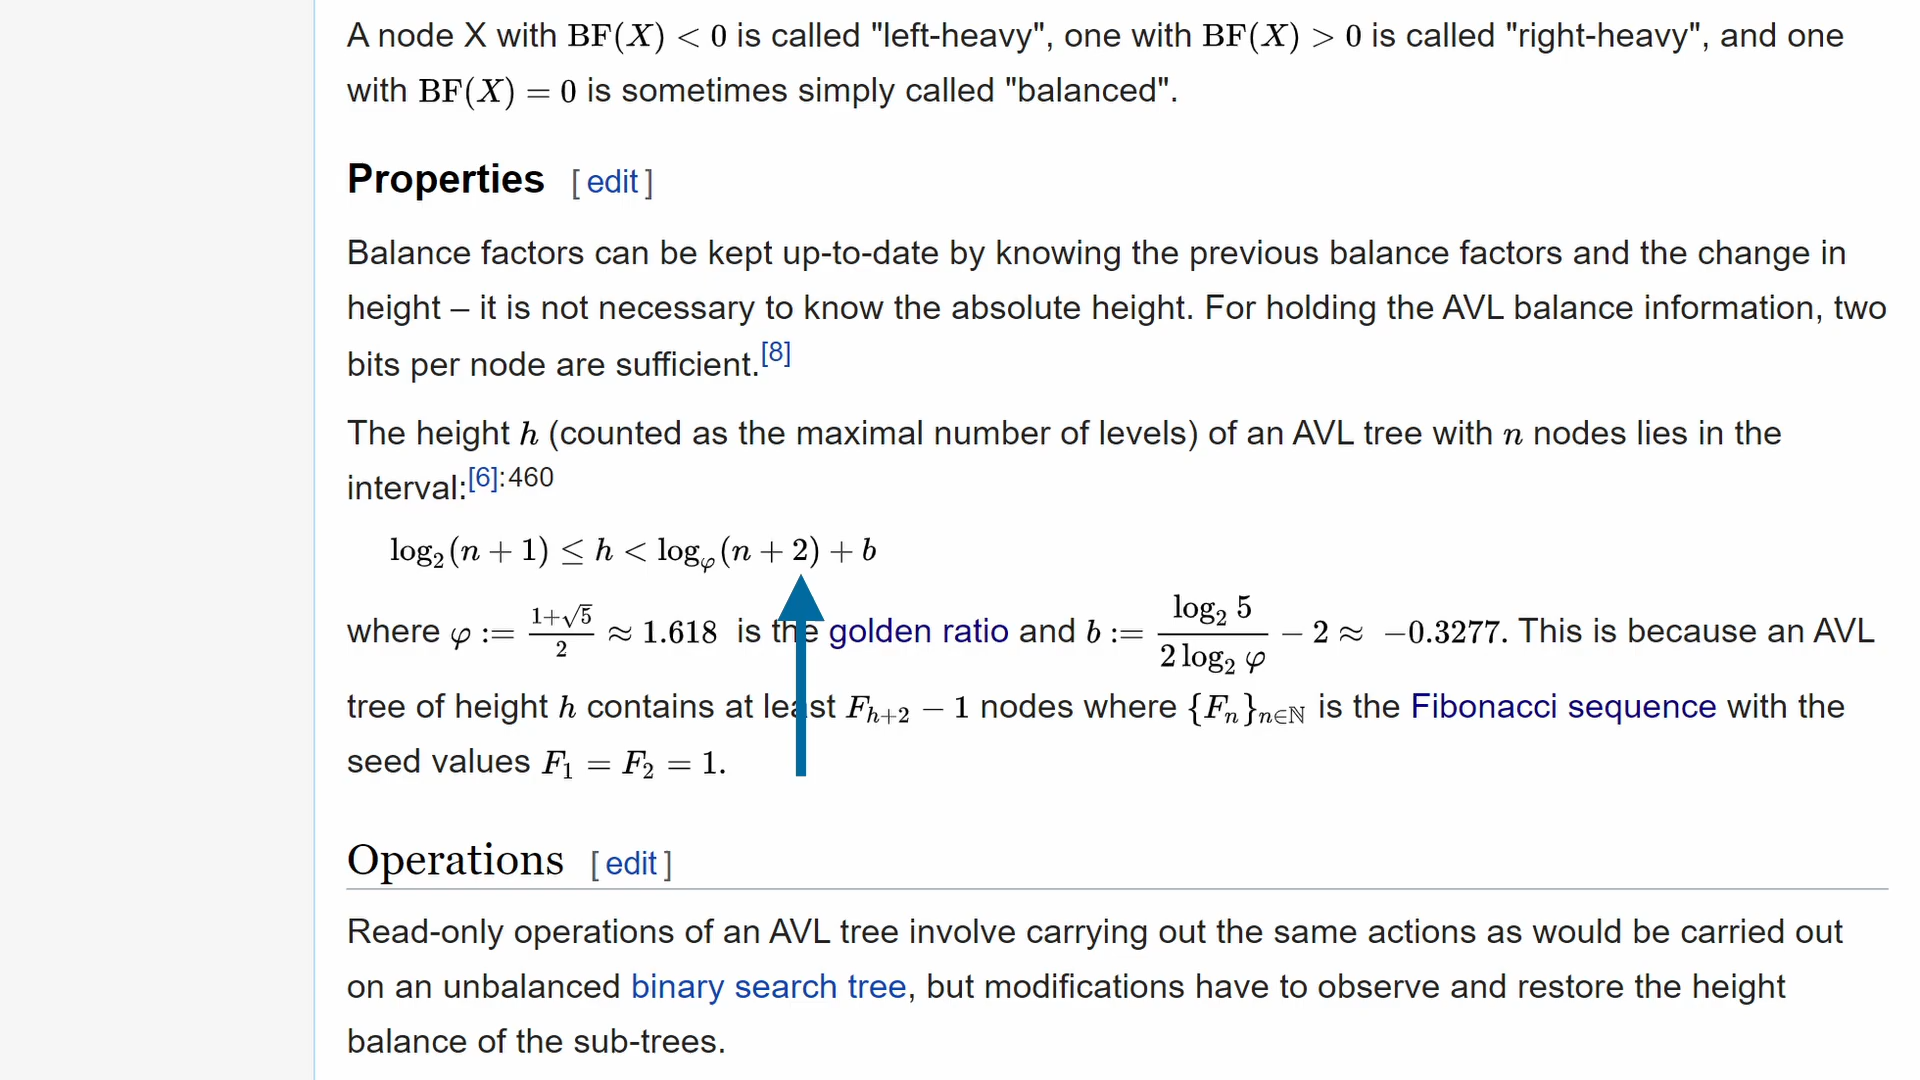 A node X with BF(X) < 0 is called "left-heavy", one with BF(X) > 0 is called "right-heavy", and one
with BF(X) = 0 is sometimes simply called "balanced".
Properties [ edit ]
Balance factors can be kept up-to-date by knowing the previous balance factors and the change in
height – it is not necessary to know the absolute height. For holding the AVL balance information, two
bits per node are sufficient.[8]
The height h (counted as the maximal number of levels) of an AVL tree with n nodes lies in the
interval:[6]:460
log₂(n + 1) ≤ h < log_φ(n + 2) + b
where φ := (1+√5)/2 ≈ 1.618 is the golden ratio and b := (log₂ 5)/(2 log₂ φ) − 2 ≈ −0.3277. This is because an AVL
tree of height h contains at least F_{h+2} − 1 nodes where {F_n}_{n∈ℕ} is the Fibonacci sequence with the
seed values F₁ = F₂ = 1.
Operations [ edit ]
Read-only operations of an AVL tree involve carrying out the same actions as would be carried out
on an unbalanced binary search tree, but modifications have to observe and restore the height
balance of the sub-trees.